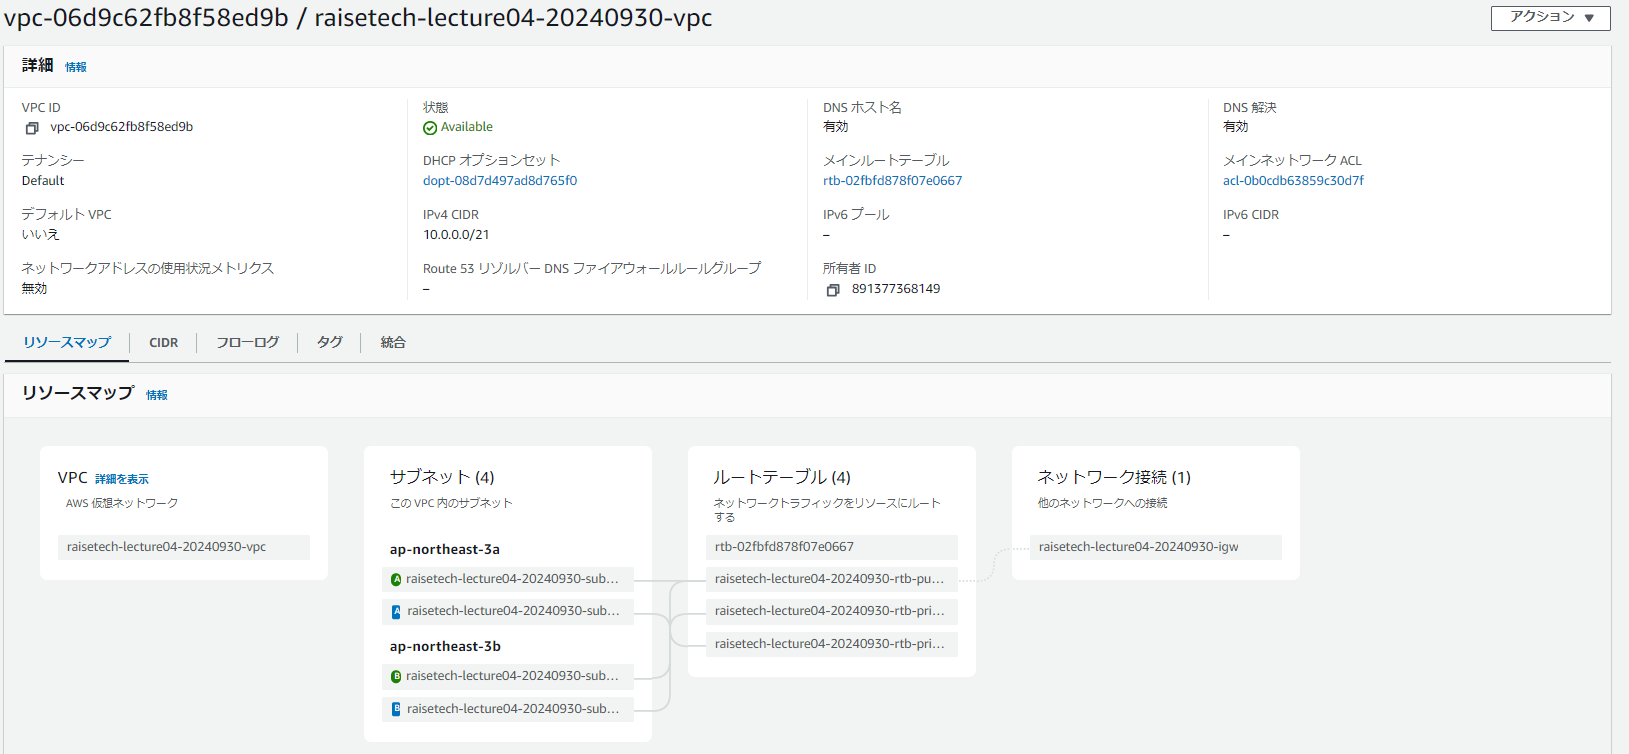 vpc-06d9c62fb8f58ed9b / raisetech-lecture04-20240930-vpc
アクション
詳細 情報
VPC ID
vpc-06d9c62fb8f58ed9b
状態
Available
DNS ホスト名
有効
DNS 解決
有効
テナンシー
Default
DHCP オプションセット
dopt-08d7d497ad8d765f0
メインルートテーブル
rtb-02fbfd878f07e0667
メインネットワーク ACL
acl-0b0cdb63859c30d7f
デフォルト VPC
いいえ
IPv4 CIDR
10.0.0.0/21
IPv6 プール
–
IPv6 CIDR
–
ネットワークアドレスの使用状況メトリクス
無効
Route 53 リゾルバー DNS ファイアウォールルールグループ
–
所有者 ID
891377368149
リソースマップ
CIDR
フローログ
タグ
統合
リソースマップ 情報
VPC 詳細を表示
AWS 仮想ネットワーク
raisetech-lecture04-20240930-vpc
サブネット (4)
この VPC 内のサブネット
ap-northeast-3a
A raisetech-lecture04-20240930-sub...
A raisetech-lecture04-20240930-sub...
ap-northeast-3b
B raisetech-lecture04-20240930-sub...
B raisetech-lecture04-20240930-sub...
ルートテーブル (4)
ネットワークトラフィックをリソースにルート
する
rtb-02fbfd878f07e0667
raisetech-lecture04-20240930-rtb-pu...
raisetech-lecture04-20240930-rtb-pri...
raisetech-lecture04-20240930-rtb-pri...
ネットワーク接続 (1)
他のネットワークへの接続
raisetech-lecture04-20240930-igw